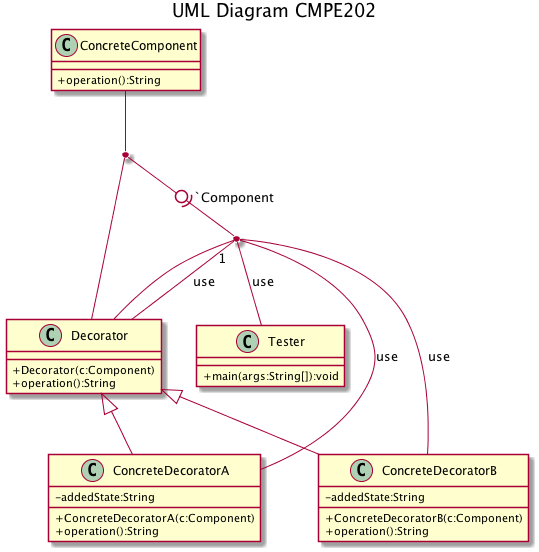 UML Diagram CMPE202
C ConcreteComponent
+operation():String
`Component
1
use
use
C Decorator
+Decorator(c:Component)
+operation():String
C Tester
+main(args:String[]):void
use
use
C ConcreteDecoratorA
−addedState:String
+ConcreteDecoratorA(c:Component)
+operation():String
C ConcreteDecoratorB
−addedState:String
+ConcreteDecoratorB(c:Component)
+operation():String